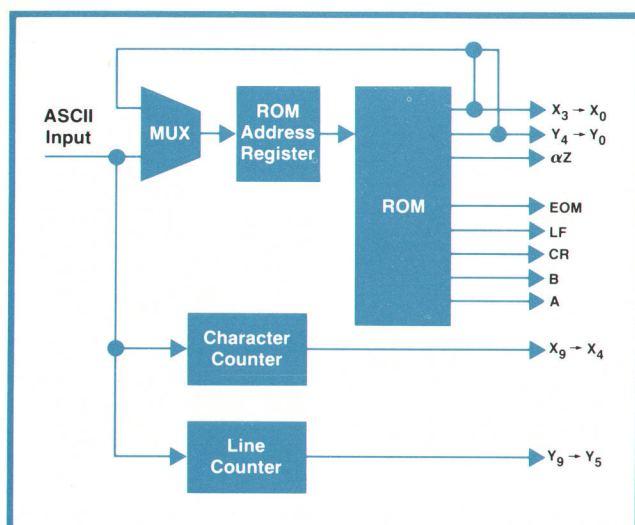 ASCII
Input
MUX
ROM
Address
Register
ROM
X₃ → X₀
Y₄ → Y₀
αZ
EOM
LF
CR
B
A
Character
Counter
X₉ → X₄
Line
Counter
Y₉ → Y₅